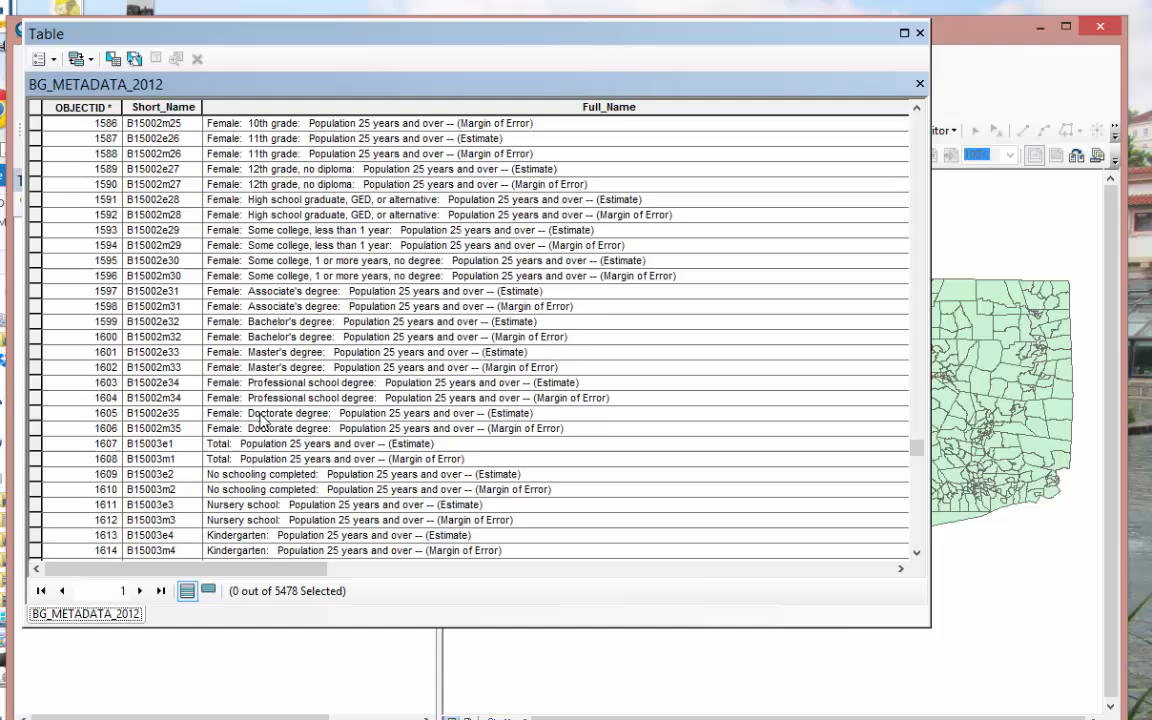 Table
BG_METADATA_2012
OBJECTID * Short_Name Full_Name
1586 B15002m25 Female: 10th grade: Population 25 years and over -- (Margin of Error)
1587 B15002e26 Female: 11th grade: Population 25 years and over -- (Estimate)
1588 B15002m26 Female: 11th grade: Population 25 years and over -- (Margin of Error)
1589 B15002e27 Female: 12th grade, no diploma: Population 25 years and over -- (Estimate)
1590 B15002m27 Female: 12th grade, no diploma: Population 25 years and over -- (Margin of Error)
1591 B15002e28 Female: High school graduate, GED, or alternative: Population 25 years and over -- (Estimate)
1592 B15002m28 Female: High school graduate, GED, or alternative: Population 25 years and over -- (Margin of Error)
1593 B15002e29 Female: Some college, less than 1 year: Population 25 years and over -- (Estimate)
1594 B15002m29 Female: Some college, less than 1 year: Population 25 years and over -- (Margin of Error)
1595 B15002e30 Female: Some college, 1 or more years, no degree: Population 25 years and over -- (Estimate)
1596 B15002m30 Female: Some college, 1 or more years, no degree: Population 25 years and over -- (Margin of Error)
1597 B15002e31 Female: Associate's degree: Population 25 years and over -- (Estimate)
1598 B15002m31 Female: Associate's degree: Population 25 years and over -- (Margin of Error)
1599 B15002e32 Female: Bachelor's degree: Population 25 years and over -- (Estimate)
1600 B15002m32 Female: Bachelor's degree: Population 25 years and over -- (Margin of Error)
1601 B15002e33 Female: Master's degree: Population 25 years and over -- (Estimate)
1602 B15002m33 Female: Master's degree: Population 25 years and over -- (Margin of Error)
1603 B15002e34 Female: Professional school degree: Population 25 years and over -- (Estimate)
1604 B15002m34 Female: Professional school degree: Population 25 years and over -- (Margin of Error)
1605 B15002e35 Female: Doctorate degree: Population 25 years and over -- (Estimate)
1606 B15002m35 Female: Doctorate degree: Population 25 years and over -- (Margin of Error)
1607 B15003e1 Total: Population 25 years and over -- (Estimate)
1608 B15003m1 Total: Population 25 years and over -- (Margin of Error)
1609 B15003e2 No schooling completed: Population 25 years and over -- (Estimate)
1610 B15003m2 No schooling completed: Population 25 years and over -- (Margin of Error)
1611 B15003e3 Nursery school: Population 25 years and over -- (Estimate)
1612 B15003m3 Nursery school: Population 25 years and over -- (Margin of Error)
1613 B15003e4 Kindergarten: Population 25 years and over -- (Estimate)
1614 B15003m4 Kindergarten: Population 25 years and over -- (Margin of Error)
1 (0 out of 5478 Selected)
BG_METADATA_2012
itor
100%